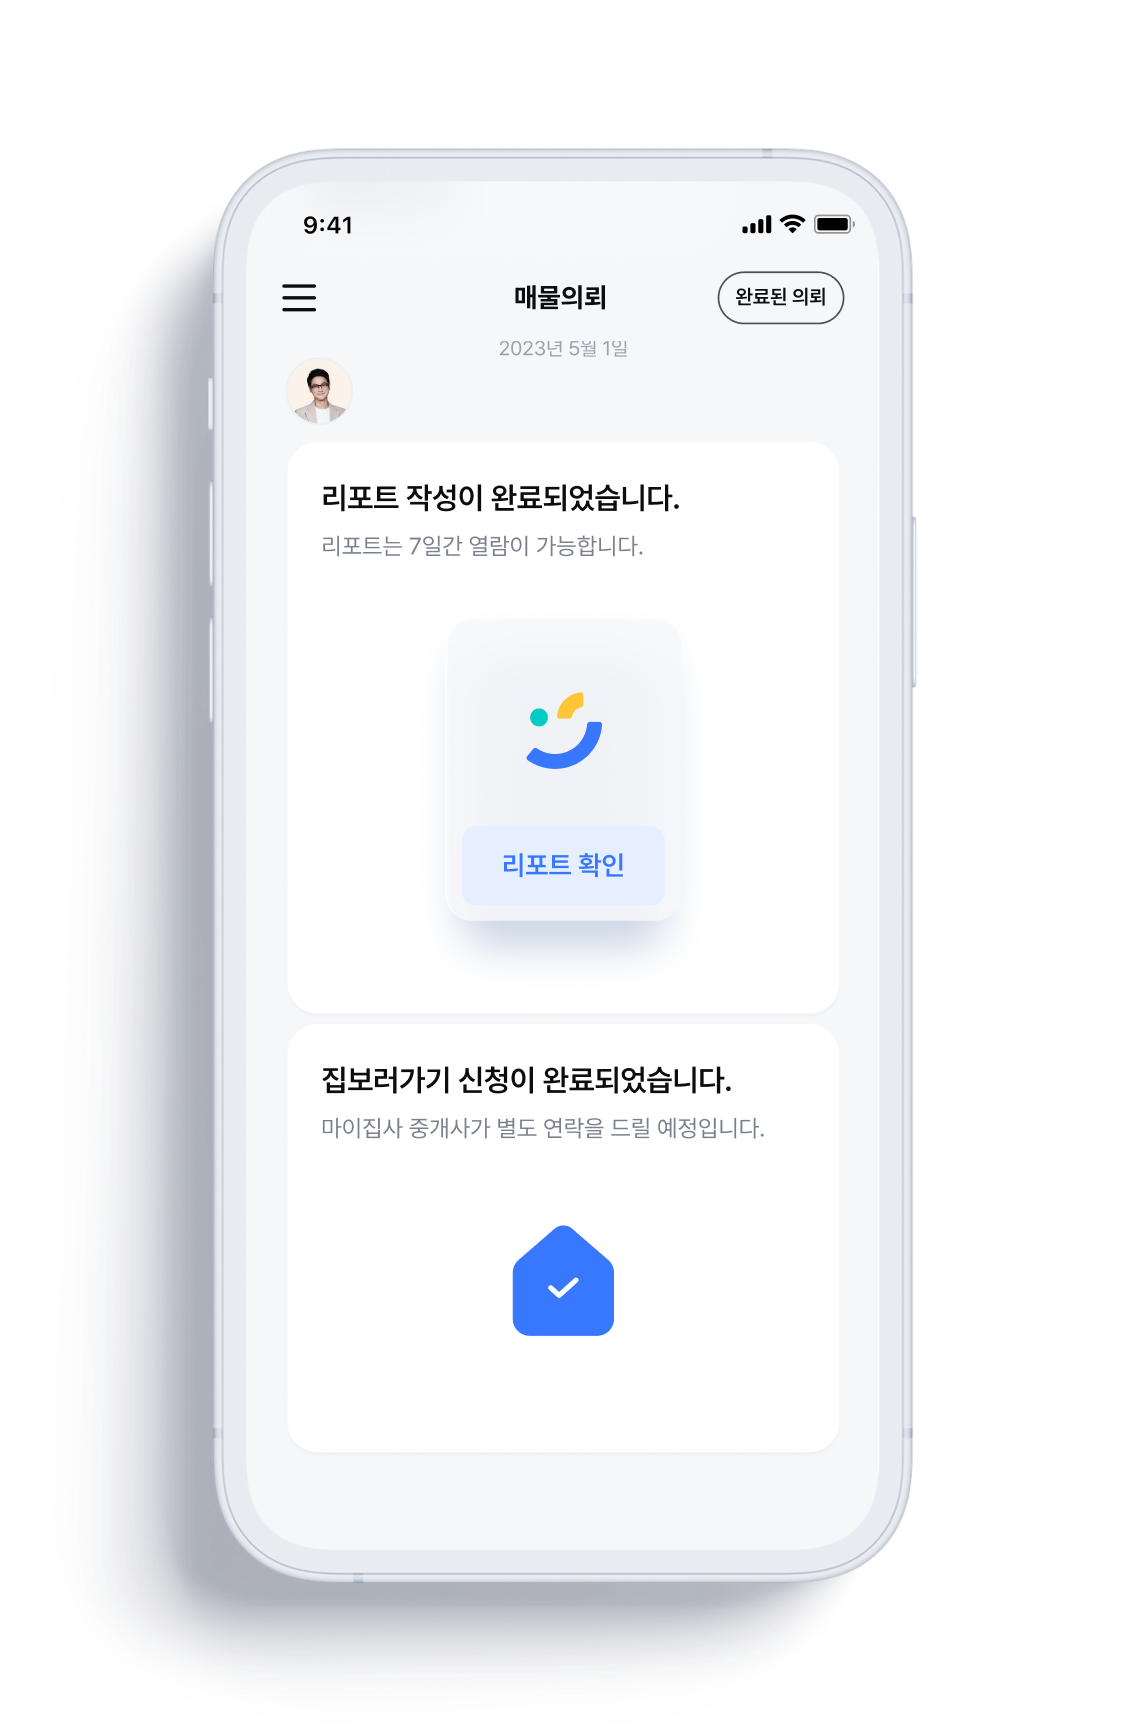 9:41
매물의뢰
완료된 의뢰
2023년 5월 1일
리포트 작성이 완료되었습니다.
리포트는 7일간 열람이 가능합니다.
리포트 확인
집보러가기 신청이 완료되었습니다.
마이집사 중개사가 별도 연락을 드릴 예정입니다.